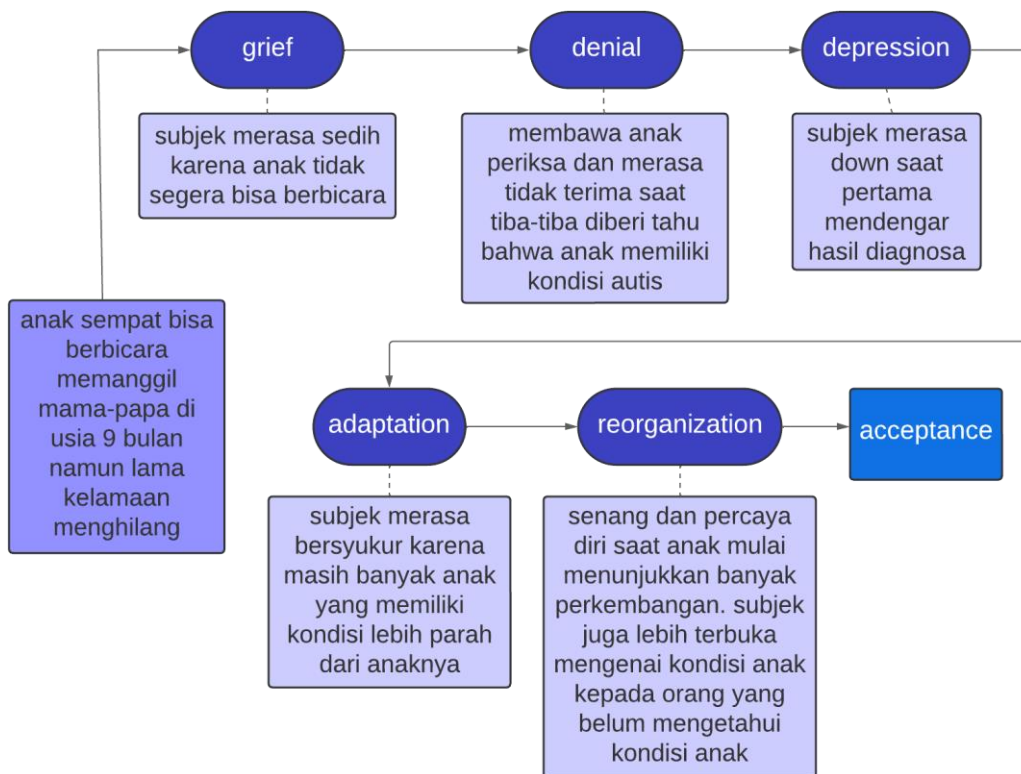 grief
denial
depression
subjek merasa sedih
karena anak tidak
segera bisa berbicara
membawa anak
periksa dan merasa
tidak terima saat
tiba-tiba diberi tahu
bahwa anak memiliki
kondisi autis
subjek merasa
down saat
pertama
mendengar
hasil diagnosa
anak sempat bisa
berbicara
memanggil
mama-papa di
usia 9 bulan
namun lama
kelamaan
menghilang
adaptation
reorganization
acceptance
subjek merasa
bersyukur karena
masih banyak anak
yang memiliki
kondisi lebih parah
dari anaknya
senang dan percaya
diri saat anak mulai
menunjukkan banyak
perkembangan. subjek
juga lebih terbuka
mengenai kondisi anak
kepada orang yang
belum mengetahui
kondisi anak